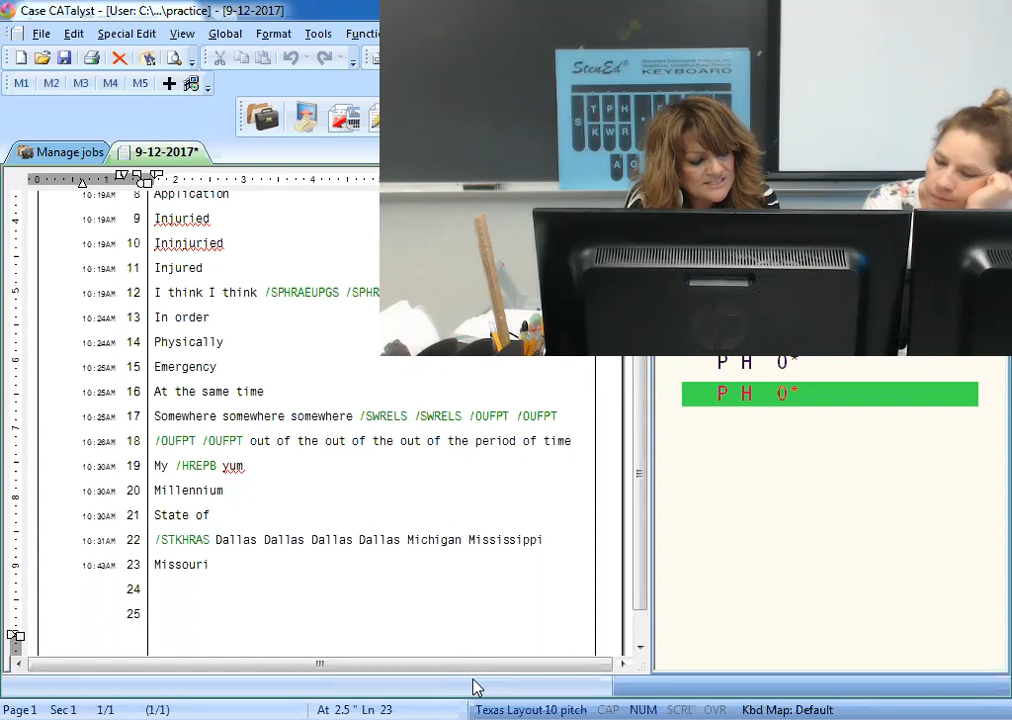 Case CATalyst - [User: C:\...\practice] - [9-12-2017]
File Edit Special Edit View Global Format Tools Functi
M1 M2 M3 M4 M5
Manage jobs 9-12-2017*
0 1 2 3 4
10:19AM 8 Application
10:19AM 9 Injuried
10:19AM 10 Ininjuried
10:19AM 11 Injured
10:19AM 12 I think I think /SPHRAEUPGS /SPHR
10:24AM 13 In order
10:24AM 14 Physically
10:25AM 15 Emergency
10:25AM 16 At the same time
10:25AM 17 Somewhere somewhere somewhere /SWRELS /SWRELS /OUFPT /OUFPT
10:26AM 18 /OUFPT /OUFPT out of the out of the out of the period of time
10:30AM 19 My /HREPB yum
10:30AM 20 Millennium
10:30AM 21 State of
10:31AM 22 /STKHRAS Dallas Dallas Dallas Dallas Michigan Mississippi
10:43AM 23 Missouri
24
25
StenEd
KEYBOARD
T P H *
S K W R
A O
P H O*
P H O*
Page 1 Sec 1 1/1 (1/1) At 2.5 " Ln 23 Texas Layout 10 pitch CAP NUM SCRL OVR Kbd Map: Default